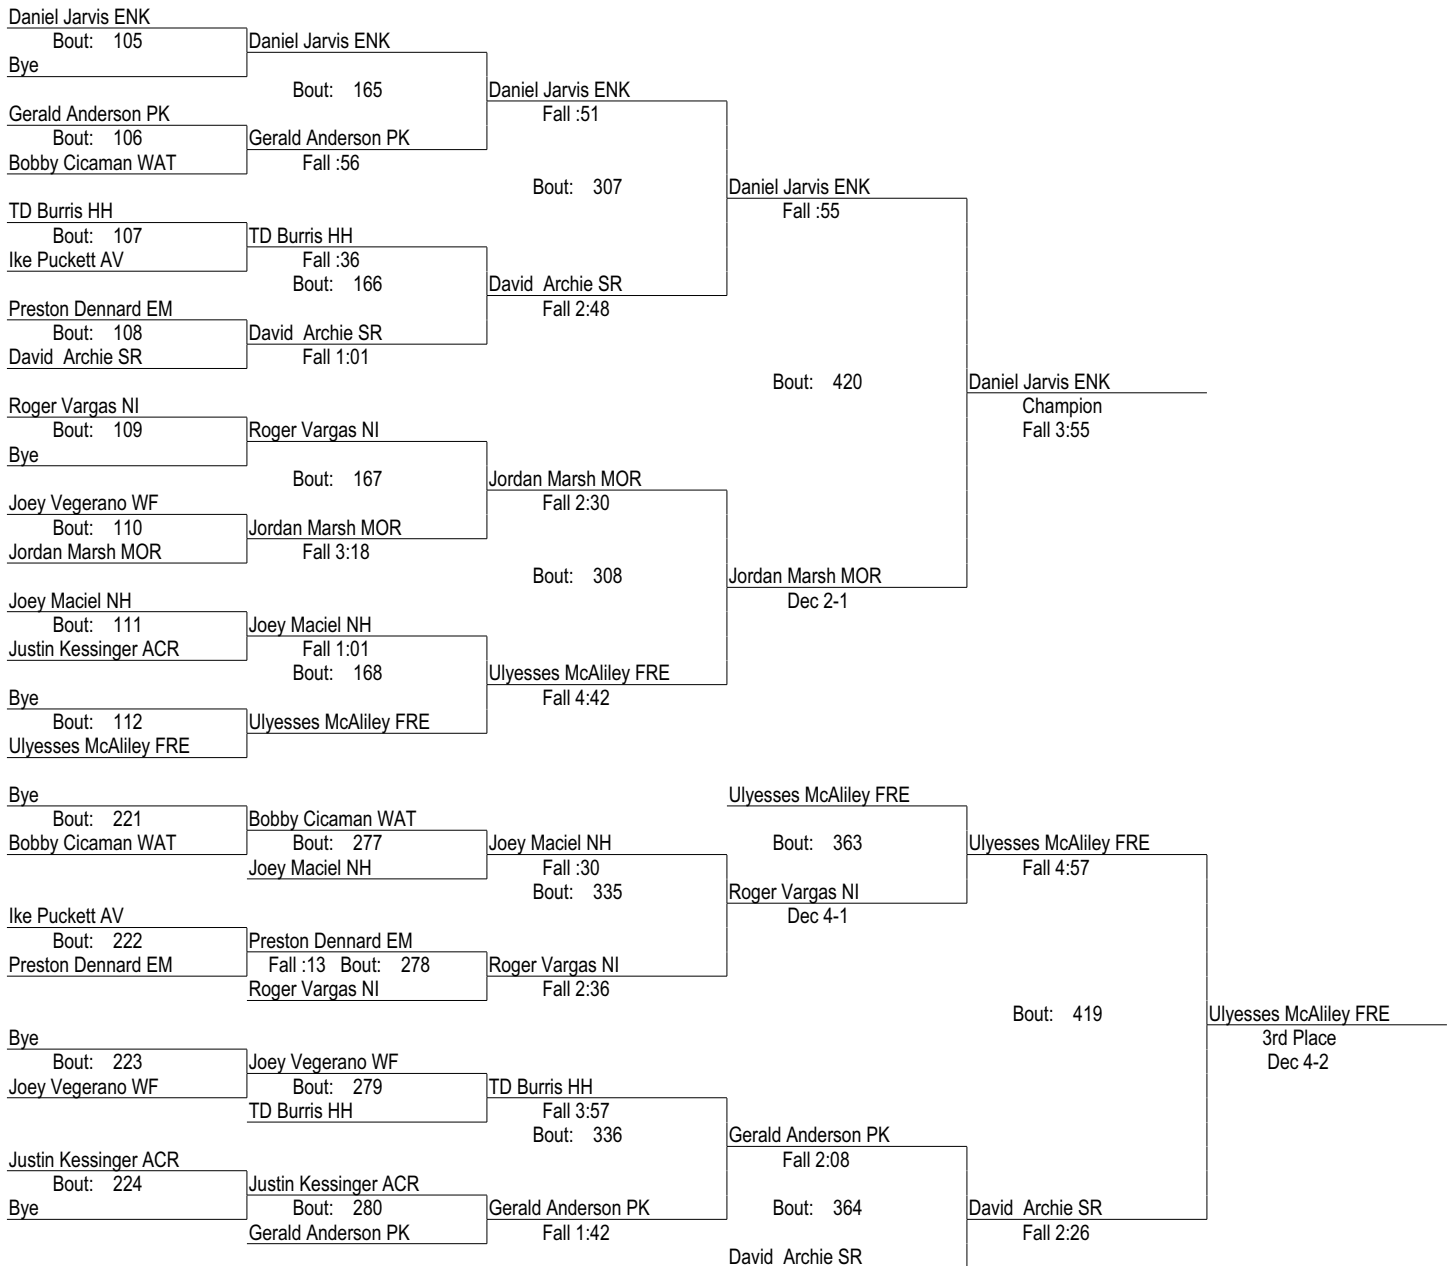 Daniel Jarvis ENK
Bout: 105
Daniel Jarvis ENK
Bye
Bout: 165
Daniel Jarvis ENK
Gerald Anderson PK
Fall :51
Bout: 106
Gerald Anderson PK
Bobby Cicaman WAT
Fall :56
Bout: 307
Daniel Jarvis ENK
TD Burris HH
Fall :55
Bout: 107
TD Burris HH
Ike Puckett AV
Fall :36
Bout: 166
David Archie SR
Preston Dennard EM
Fall 2:48
Bout: 108
David Archie SR
David Archie SR
Fall 1:01
Bout: 420
Daniel Jarvis ENK
Roger Vargas NI
Champion
Bout: 109
Roger Vargas NI
Fall 3:55
Bye
Bout: 167
Jordan Marsh MOR
Joey Vegerano WF
Fall 2:30
Bout: 110
Jordan Marsh MOR
Jordan Marsh MOR
Fall 3:18
Bout: 308
Jordan Marsh MOR
Joey Maciel NH
Dec 2-1
Bout: 111
Joey Maciel NH
Justin Kessinger ACR
Fall 1:01
Bout: 168
Ulyesses McAliley FRE
Bye
Fall 4:42
Bout: 112
Ulyesses McAliley FRE
Ulyesses McAliley FRE
Bye
Ulyesses McAliley FRE
Bout: 221
Bobby Cicaman WAT
Bobby Cicaman WAT
Bout: 277
Joey Maciel NH
Bout: 363
Ulyesses McAliley FRE
Joey Maciel NH
Fall :30
Fall 4:57
Bout: 335
Roger Vargas NI
Ike Puckett AV
Dec 4-1
Bout: 222
Preston Dennard EM
Preston Dennard EM
Fall :13 Bout: 278
Roger Vargas NI
Roger Vargas NI
Fall 2:36
Bout: 419
Ulyesses McAliley FRE
Bye
3rd Place
Bout: 223
Joey Vegerano WF
Dec 4-2
Joey Vegerano WF
Bout: 279
TD Burris HH
TD Burris HH
Fall 3:57
Bout: 336
Gerald Anderson PK
Justin Kessinger ACR
Fall 2:08
Bout: 224
Justin Kessinger ACR
Bye
Bout: 280
Gerald Anderson PK
Bout: 364
David Archie SR
Gerald Anderson PK
Fall 1:42
Fall 2:26
David Archie SR